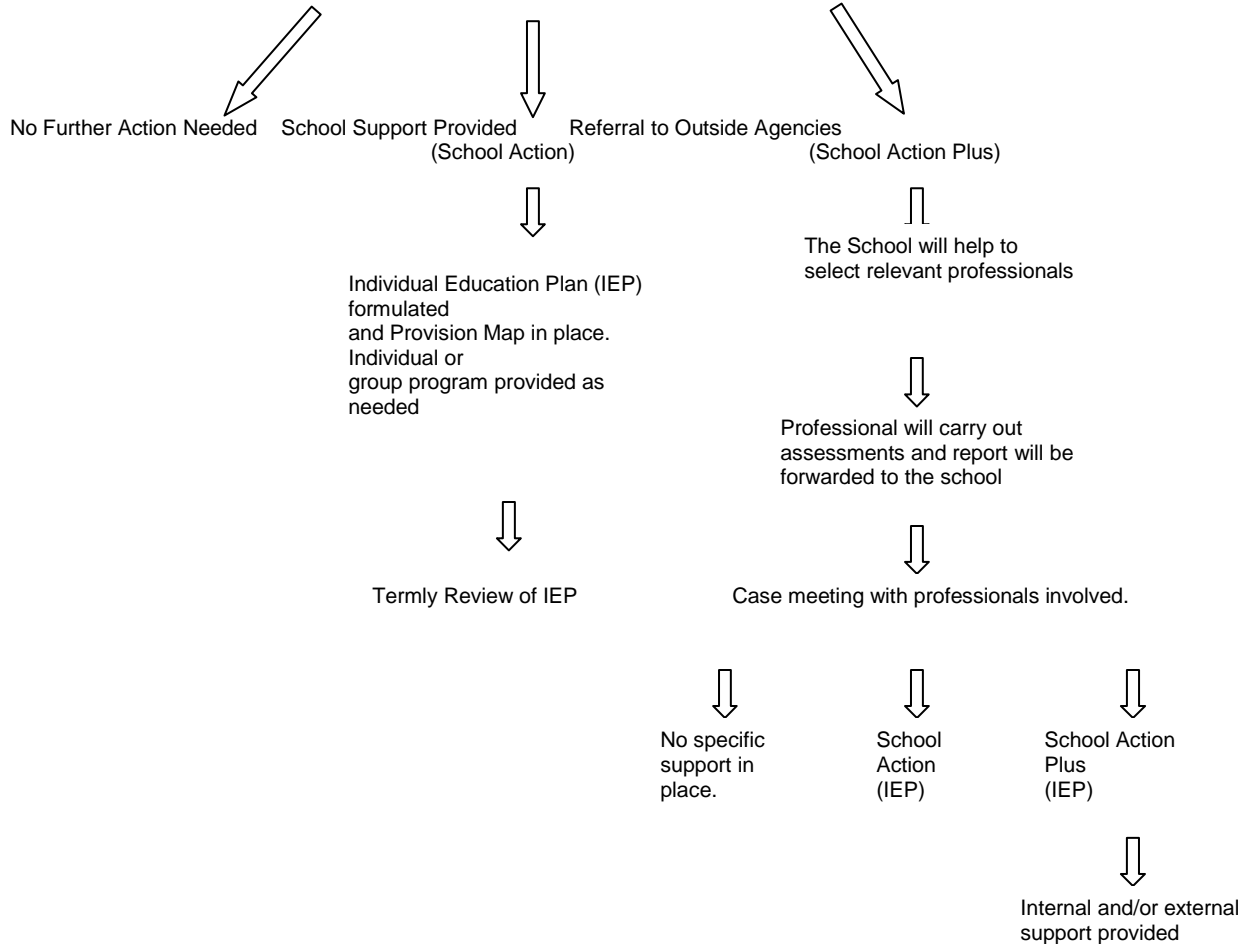 No Further Action Needed School Support Provided Referral to Outside Agencies
(School Action) (School Action Plus)
Individual Education Plan (IEP)
formulated
and Provision Map in place.
Individual or
group program provided as
needed
Termly Review of IEP
The School will help to
select relevant professionals
Professional will carry out
assessments and report will be
forwarded to the school
Case meeting with professionals involved.
No specific
support in
place.
School
Action
(IEP)
School Action
Plus
(IEP)
Internal and/or external
support provided